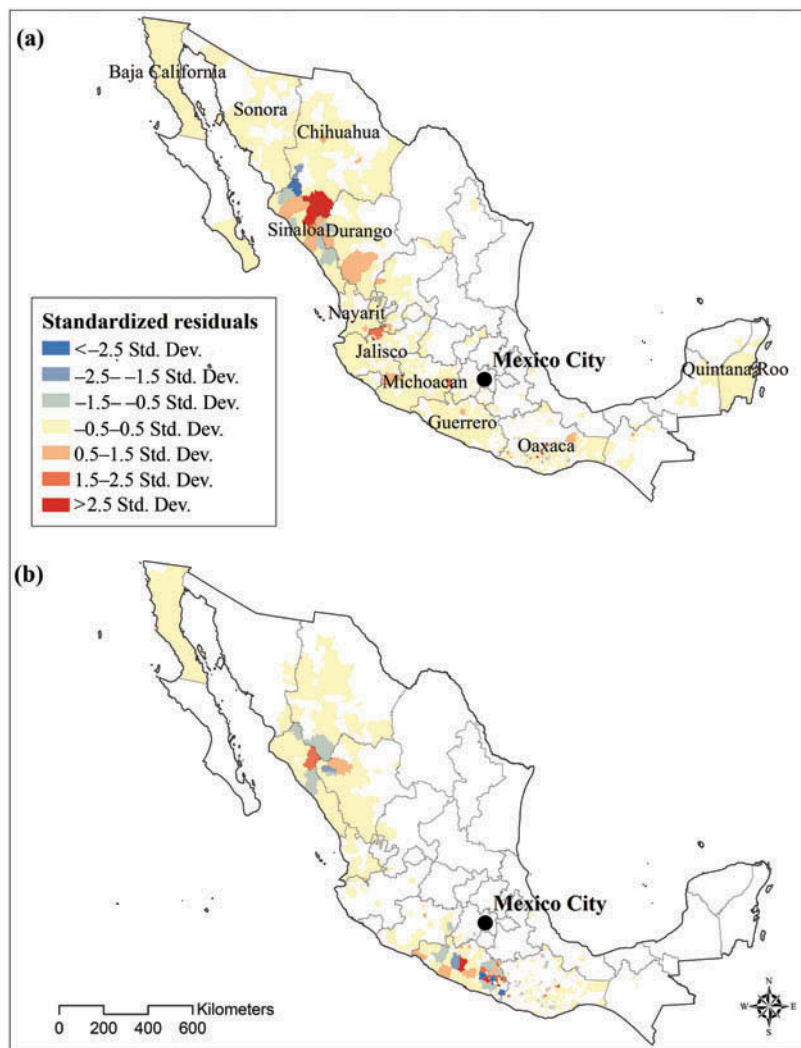 (a)
Baja California
Sonora
Chihuahua
Sinaloa
Durango
Nayarit
Jalisco
Michoacan
Mexico City
Quintana Roo
Guerrero
Oaxaca
Standardized residuals
<–2.5 Std. Dev.
–2.5– –1.5 Std. Dev.
–1.5– –0.5 Std. Dev.
–0.5–0.5 Std. Dev.
0.5–1.5 Std. Dev.
1.5–2.5 Std. Dev.
>2.5 Std. Dev.
(b)
Mexico City
Kilometers
0 200 400 600
N
W E
S